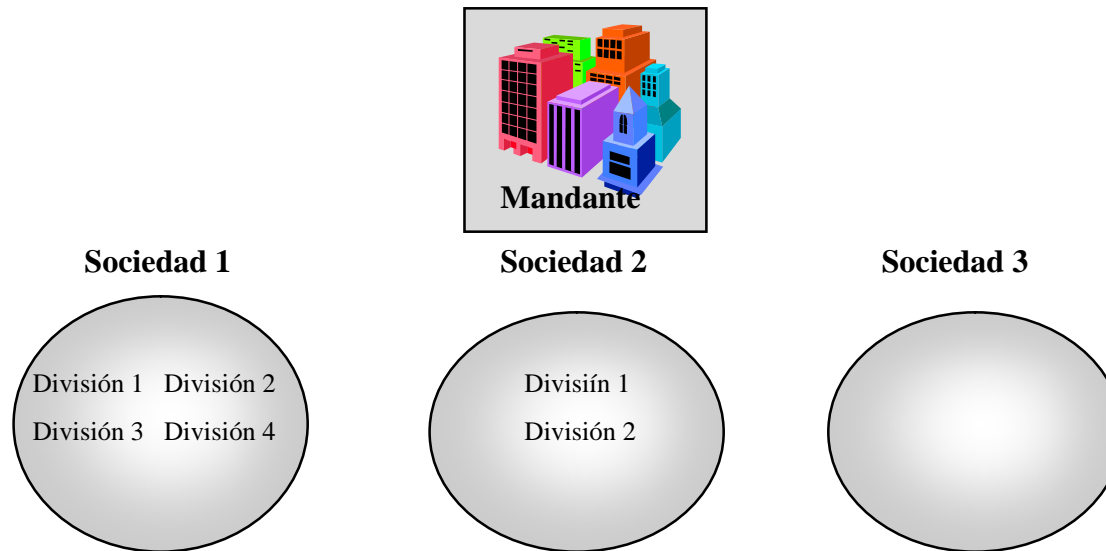 Mandante
Sociedad 1 Sociedad 2 Sociedad 3
División 1 División 2
División 3 División 4
Divisiín 1
División 2